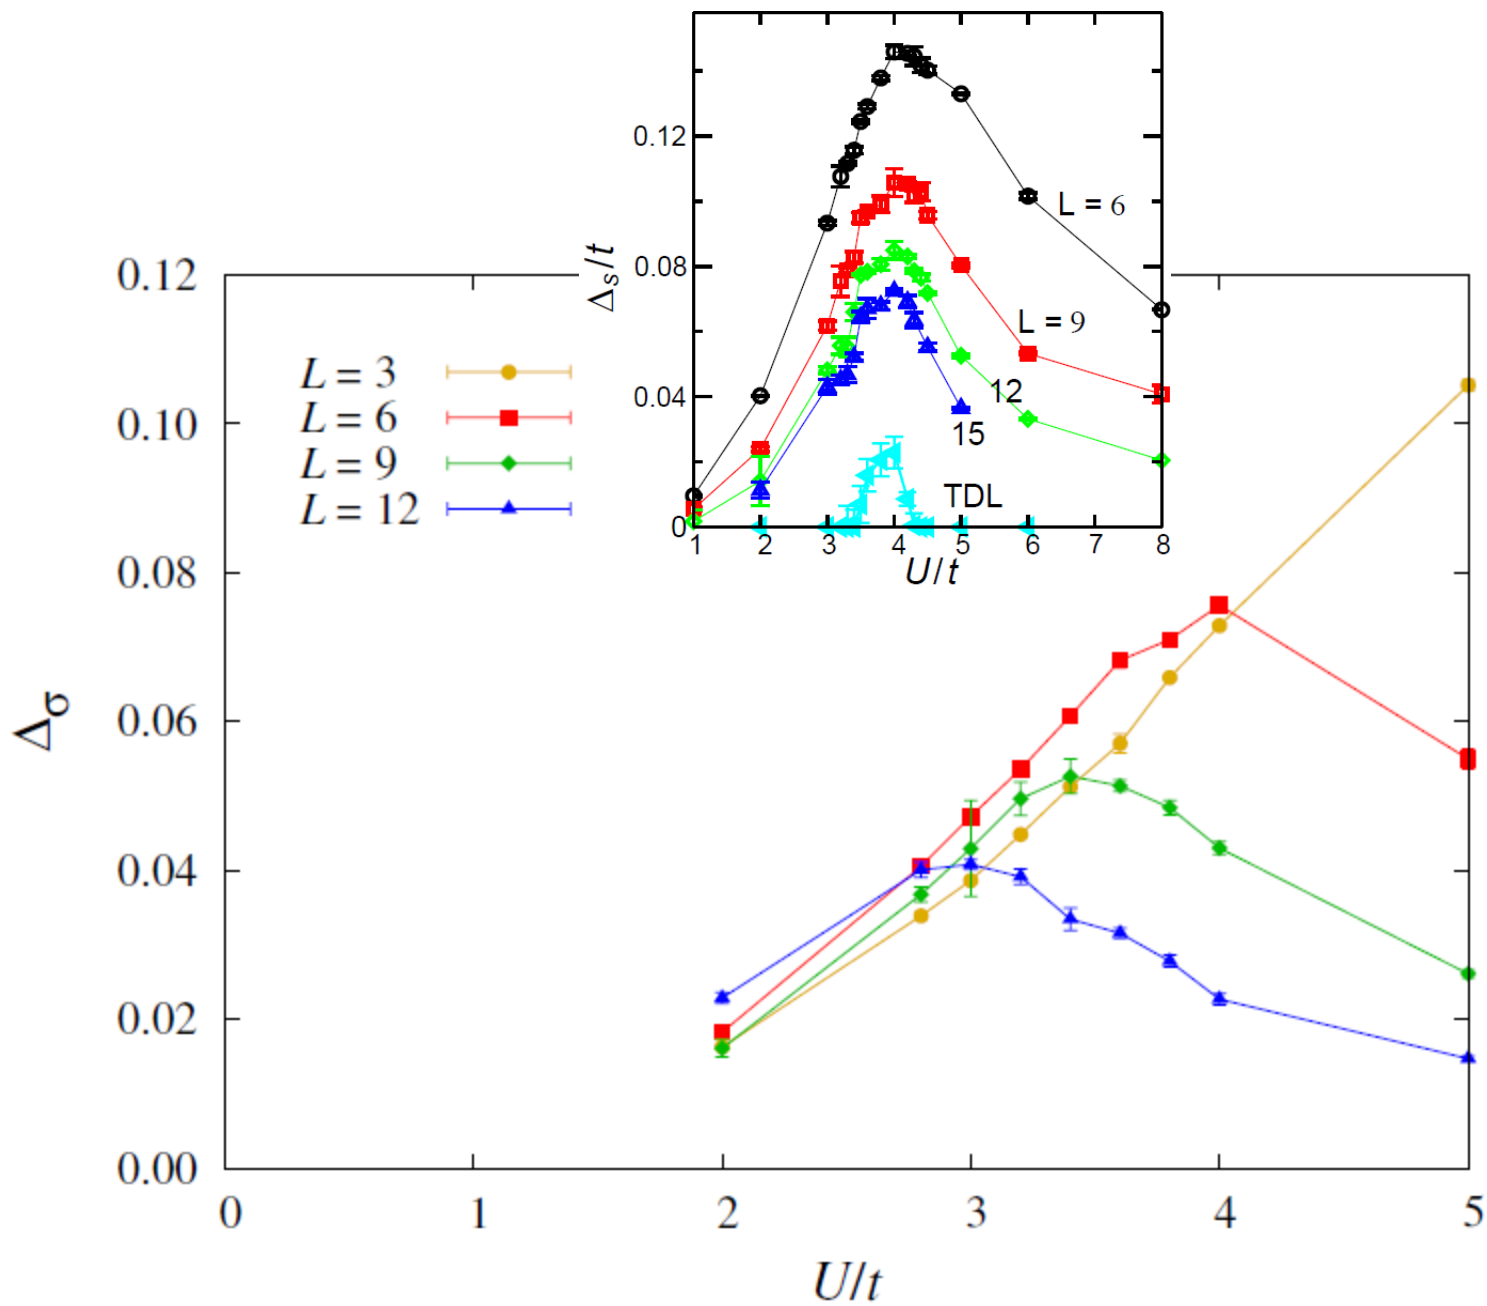 0.12
0.08
0.04
0
Δs/t
L = 6
L = 9
12
15
TDL
1 2 3 4 5 6 7 8
U/t
0.12
0.10
0.08
0.06
0.04
0.02
0.00
Δσ
L = 3
L = 6
L = 9
L = 12
0 1 2 3 4 5
U/t